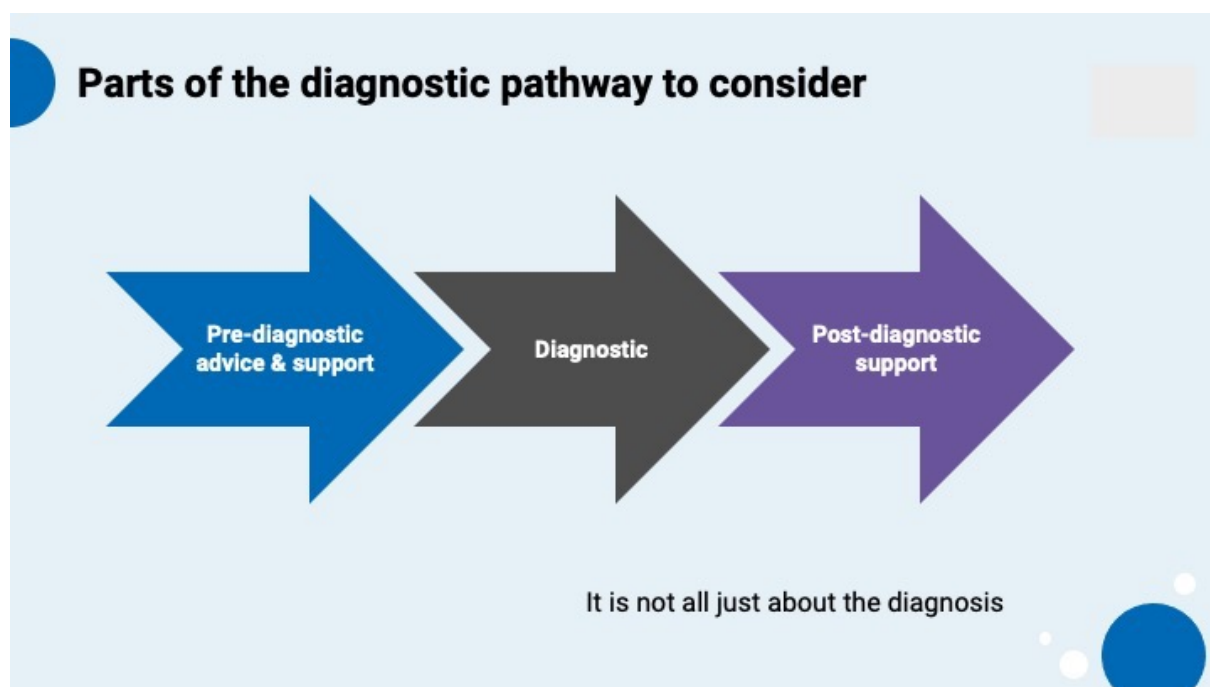 Parts of the diagnostic pathway to consider
Pre-diagnostic
advice & support
Diagnostic
Post-diagnostic
support
It is not all just about the diagnosis